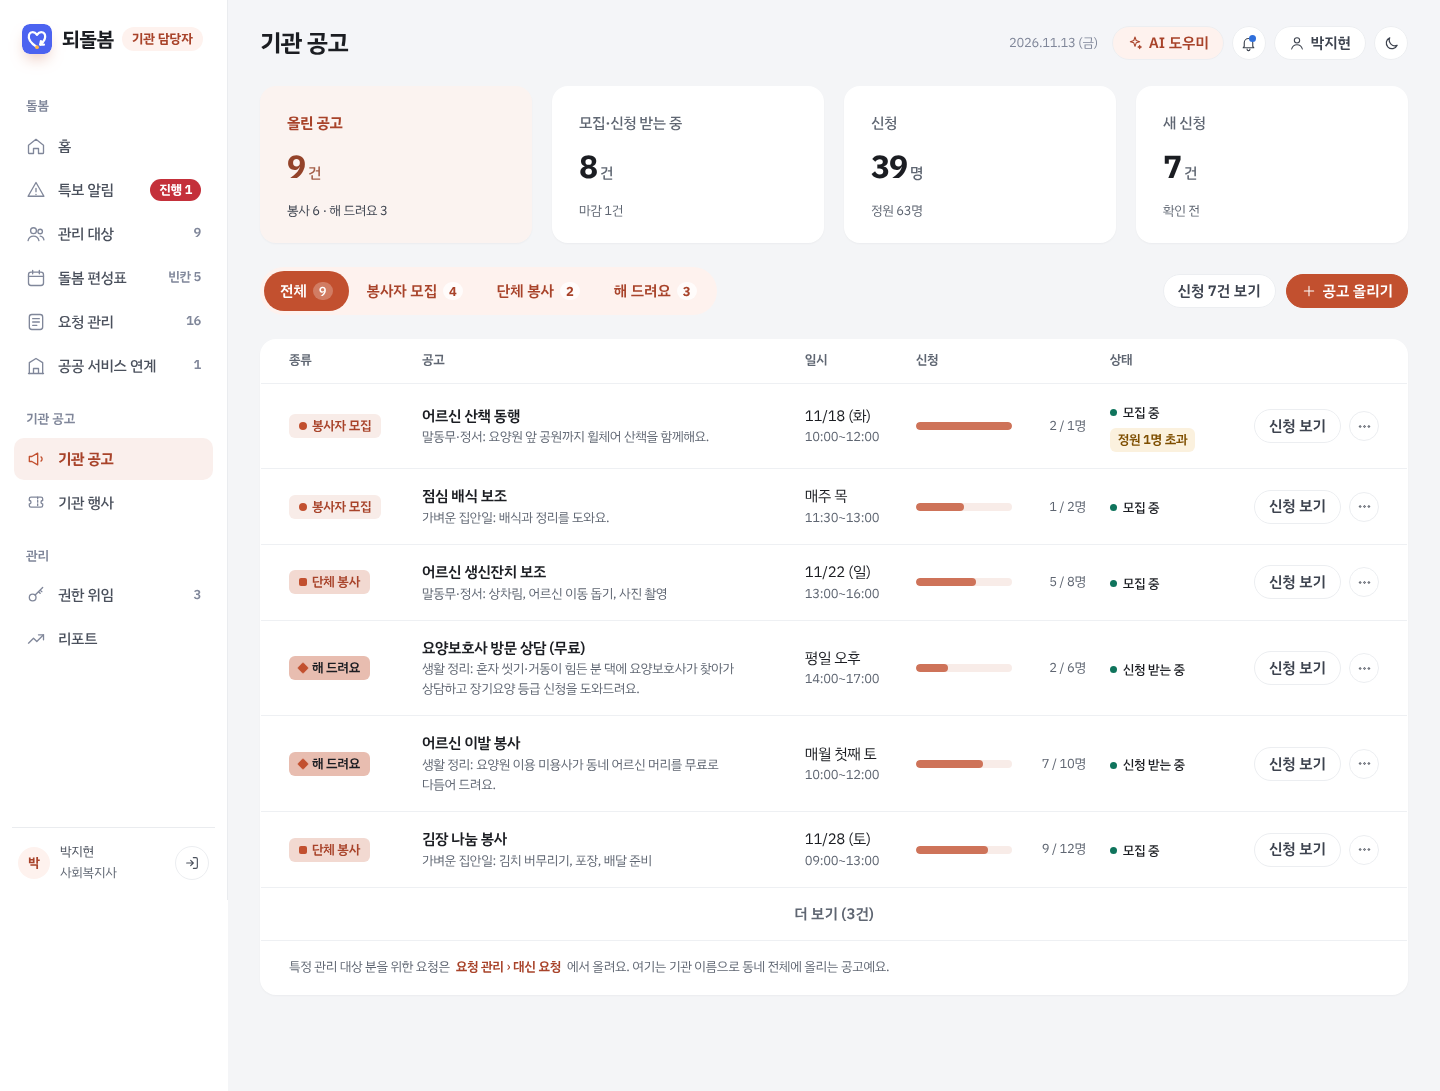 되돌봄 기관 담당자
돌봄
홈
특보 알림 진행 1
관리 대상 9
돌봄 편성표 빈칸 5
요청 관리 16
공공 서비스 연계 1
기관 공고
기관 공고
기관 행사
관리
권한 위임 3
리포트
박 박지현
사회복지사
기관 공고
2026.11.13 (금) AI 도우미 박지현
올린 공고
9건
봉사 6 · 해 드려요 3
모집·신청 받는 중
8건
마감 1건
신청
39명
정원 63명
새 신청
7건
확인 전
전체 9 봉사자 모집 4 단체 봉사 2 해 드려요 3
신청 7건 보기 + 공고 올리기
종류 공고 일시 신청 상태
봉사자 모집
어르신 산책 동행
말동무·정서: 요양원 앞 공원까지 휠체어 산책을 함께해요.
11/18 (화)
10:00~12:00
2 / 1명
모집 중
정원 1명 초과
신청 보기 ···
봉사자 모집
점심 배식 보조
가벼운 집안일: 배식과 정리를 도와요.
매주 목
11:30~13:00
1 / 2명
모집 중
신청 보기 ···
단체 봉사
어르신 생신잔치 보조
말동무·정서: 상차림, 어르신 이동 돕기, 사진 촬영
11/22 (일)
13:00~16:00
5 / 8명
모집 중
신청 보기 ···
해 드려요
요양보호사 방문 상담 (무료)
생활 정리: 혼자 씻기·거동이 힘든 분 댁에 요양보호사가 찾아가
상담하고 장기요양 등급 신청을 도와드려요.
평일 오후
14:00~17:00
2 / 6명
신청 받는 중
신청 보기 ···
해 드려요
어르신 이발 봉사
생활 정리: 요양원 이용 미용사가 동네 어르신 머리를 무료로
다듬어 드려요.
매월 첫째 토
10:00~12:00
7 / 10명
신청 받는 중
신청 보기 ···
단체 봉사
김장 나눔 봉사
가벼운 집안일: 김치 버무리기, 포장, 배달 준비
11/28 (토)
09:00~13:00
9 / 12명
모집 중
신청 보기 ···
더 보기 (3건)
특정 관리 대상 분을 위한 요청은 요청 관리 › 대신 요청 에서 올려요. 여기는 기관 이름으로 동네 전체에 올리는 공고예요.